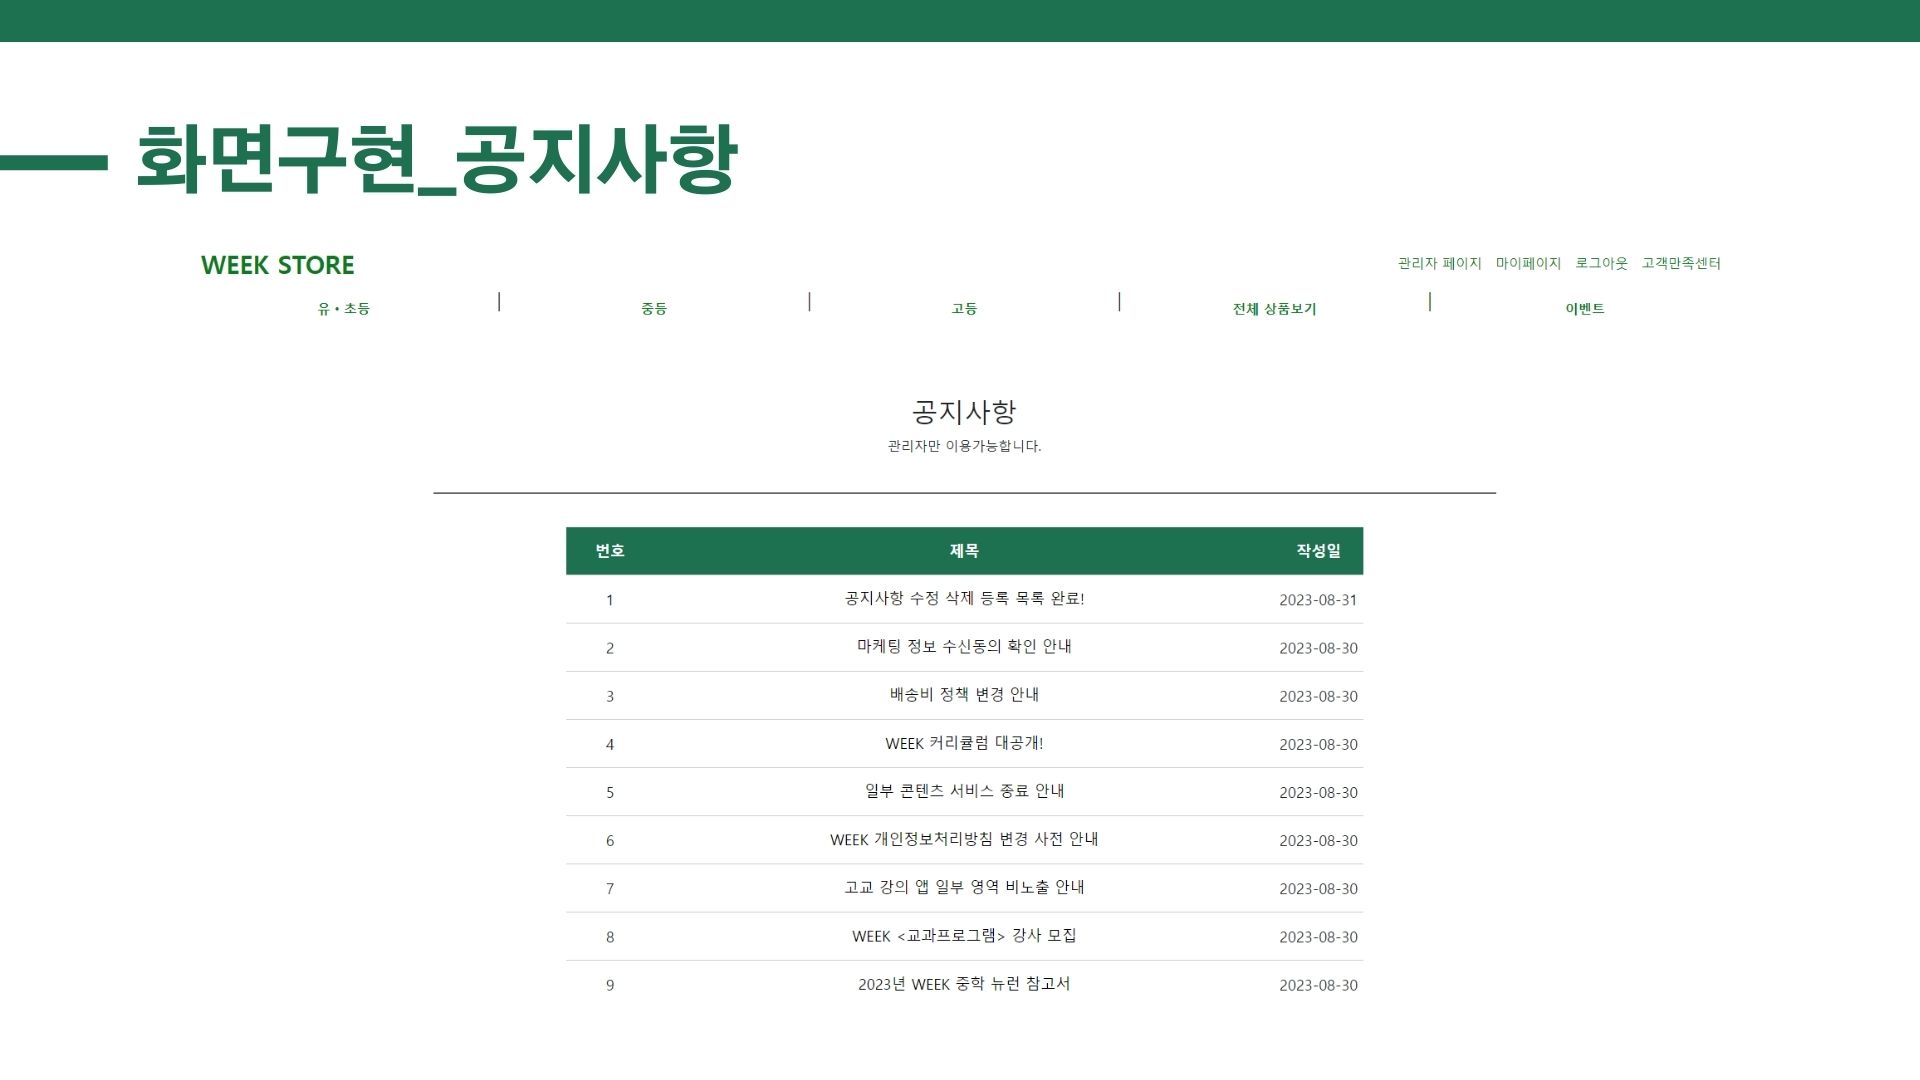 화면구현_공지사항
WEEK STORE
관리자 페이지 마이페이지 로그아웃 고객만족센터
유 • 초등 | 중등 | 고등 | 전체 상품보기 | 이벤트
공지사항
관리자만 이용가능합니다.
번호 제목 작성일
1 공지사항 수정 삭제 등록 목록 완료! 2023-08-31
2 마케팅 정보 수신동의 확인 안내 2023-08-30
3 배송비 정책 변경 안내 2023-08-30
4 WEEK 커리큘럼 대공개! 2023-08-30
5 일부 콘텐츠 서비스 종료 안내 2023-08-30
6 WEEK 개인정보처리방침 변경 사전 안내 2023-08-30
7 고교 강의 앱 일부 영역 비노출 안내 2023-08-30
8 WEEK <교과프로그램> 강사 모집 2023-08-30
9 2023년 WEEK 중학 뉴런 참고서 2023-08-30